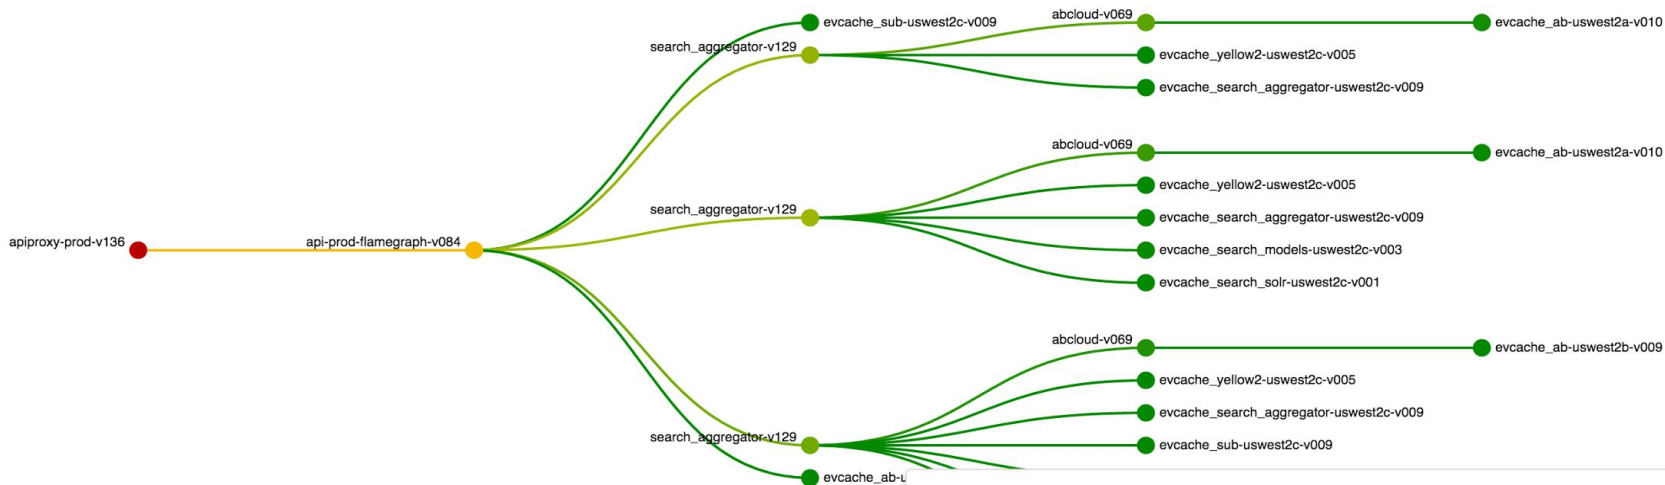 apiproxy-prod-v136
api-prod-flamegraph-v084
evcache_sub-uswest2c-v009
search_aggregator-v129
abcloud-v069
evcache_ab-uswest2a-v010
evcache_yellow2-uswest2c-v005
evcache_search_aggregator-uswest2c-v009
search_aggregator-v129
abcloud-v069
evcache_ab-uswest2a-v010
evcache_yellow2-uswest2c-v005
evcache_search_aggregator-uswest2c-v009
evcache_search_models-uswest2c-v003
evcache_search_solr-uswest2c-v001
search_aggregator-v129
abcloud-v069
evcache_ab-uswest2b-v009
evcache_yellow2-uswest2c-v005
evcache_search_aggregator-uswest2c-v009
evcache_sub-uswest2c-v009
evcache_ab-u